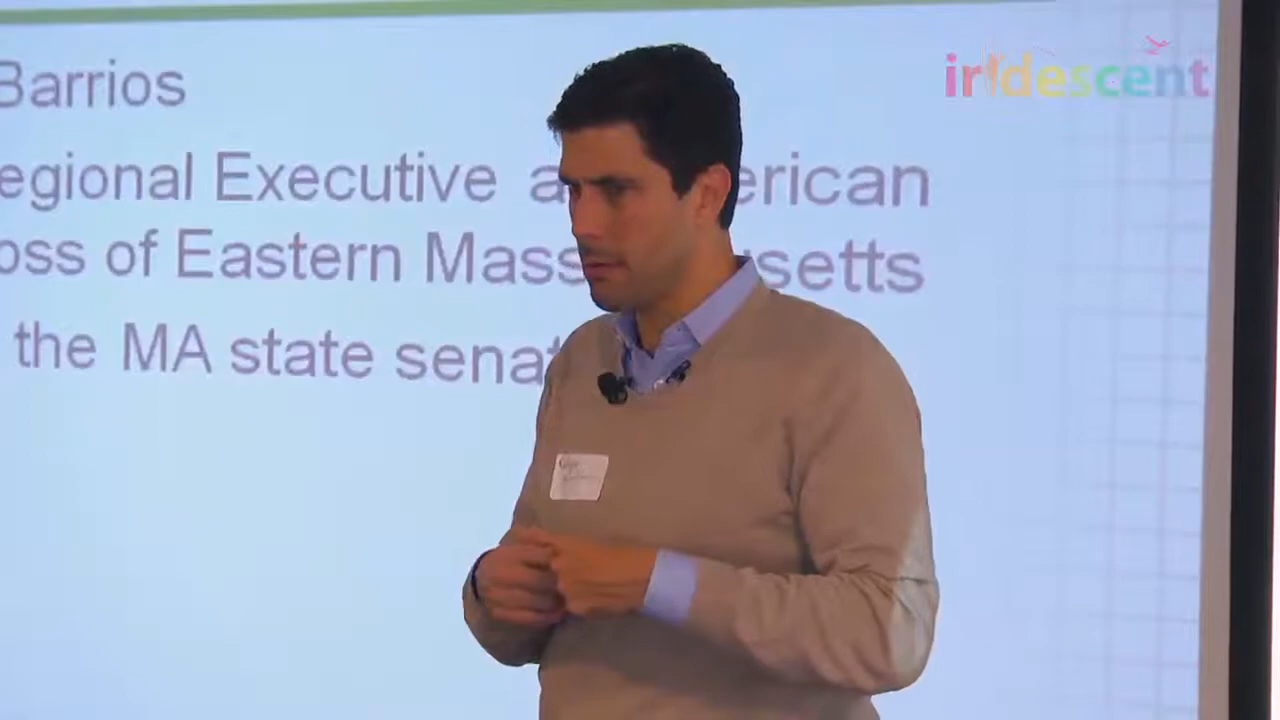 iridescent
Barrios
egional Executive a erican
oss of Eastern Mass usetts
the MA state senat